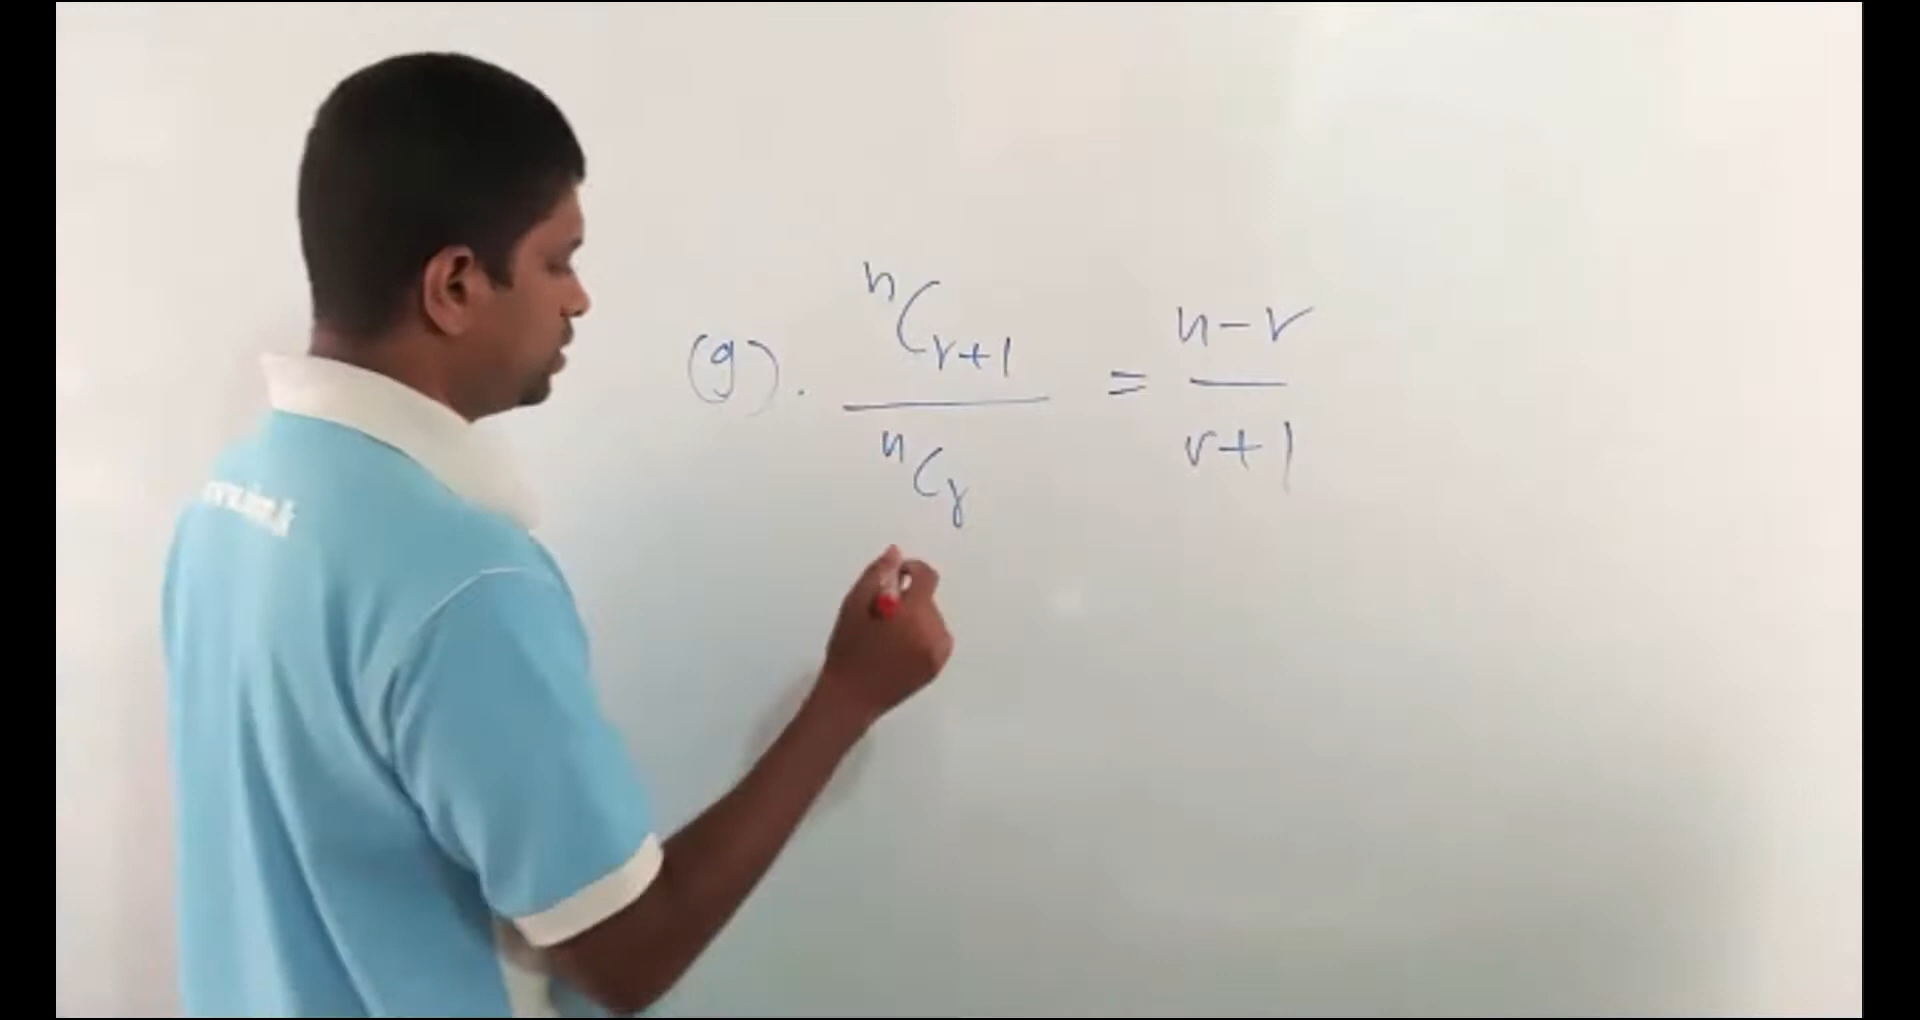 (g). ⁿCᵣ₊₁ / ⁿCᵣ = n-r / r+1